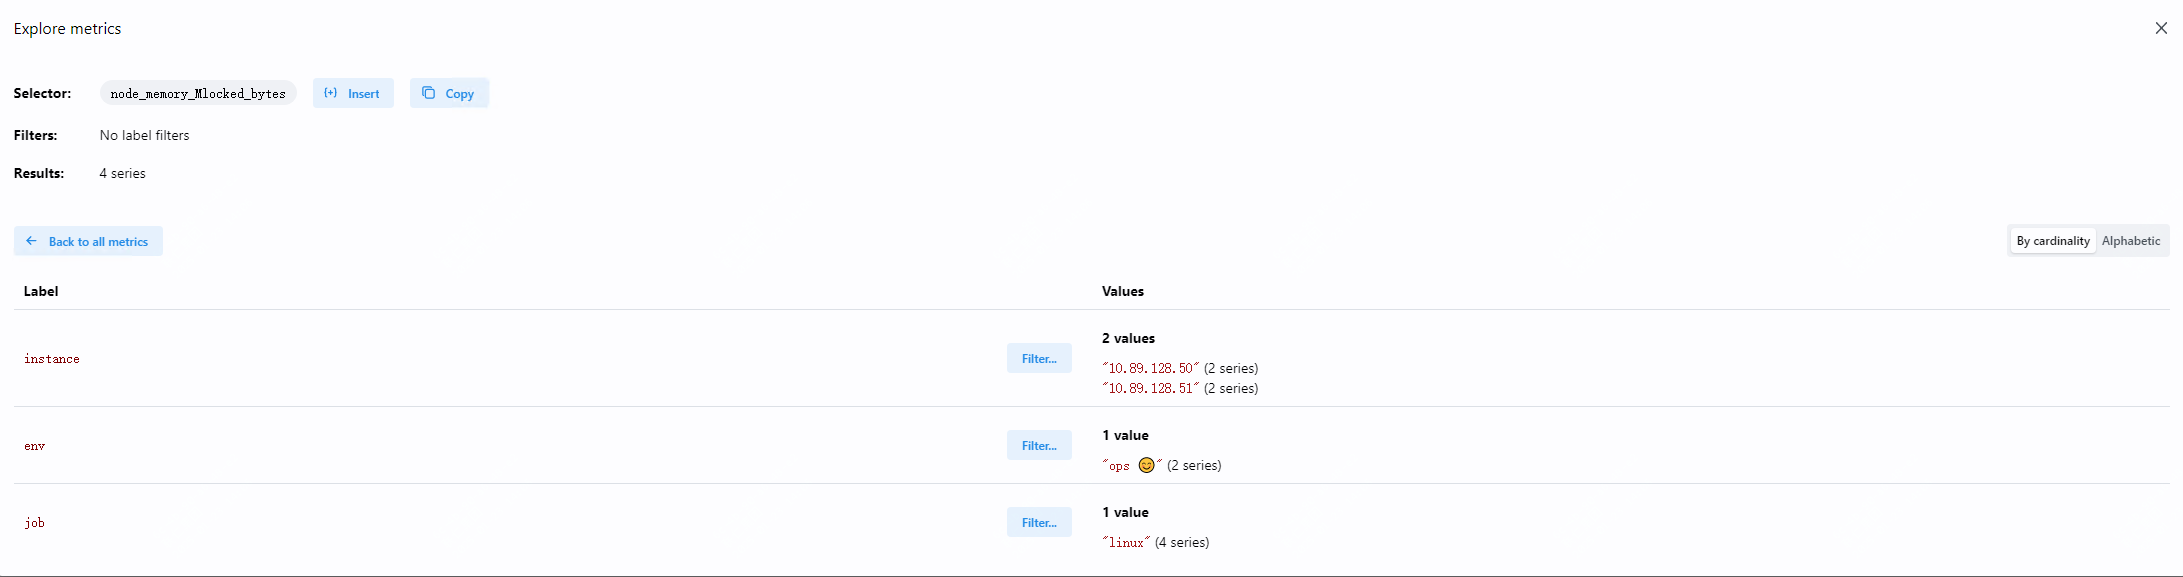 Explore metrics
Selector: node_memory_Mlocked_bytes Insert Copy
Filters: No label filters
Results: 4 series
Back to all metrics By cardinality Alphabetic
Label Values
instance Filter... 2 values
"10.89.128.50" (2 series)
"10.89.128.51" (2 series)
env Filter... 1 value
"ops 😊" (2 series)
job Filter... 1 value
"linux" (4 series)